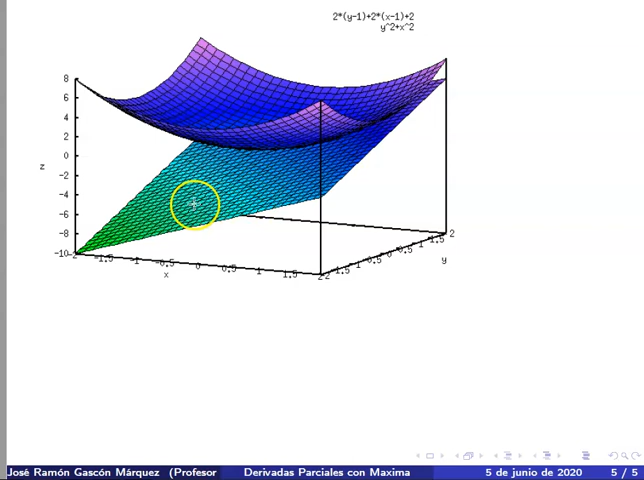 2*(y-1)+2*(x-1)+2
y^2+x^2
8
6
4
2
0
-2
-4
-6
-8
-10
z
-2 -1.5 -1 -0.5 0 0.5 1 1.5 2
x
-2 -1.5 -1 -0.5 0 0.5 1 1.5 2
y
José Ramón Gascón Márquez (Profesor Derivadas Parciales con Maxima 5 de junio de 2020 5 / 5